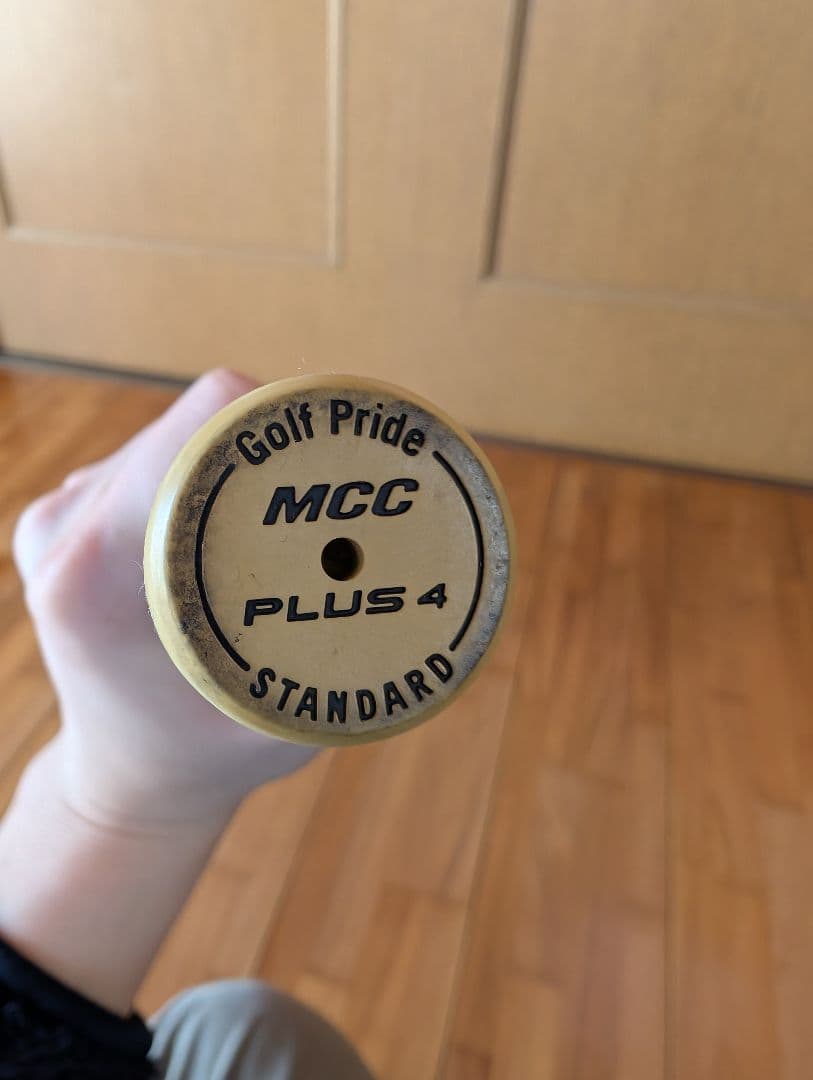 Golf Pride
MCC
PLUS 4
STANDARD